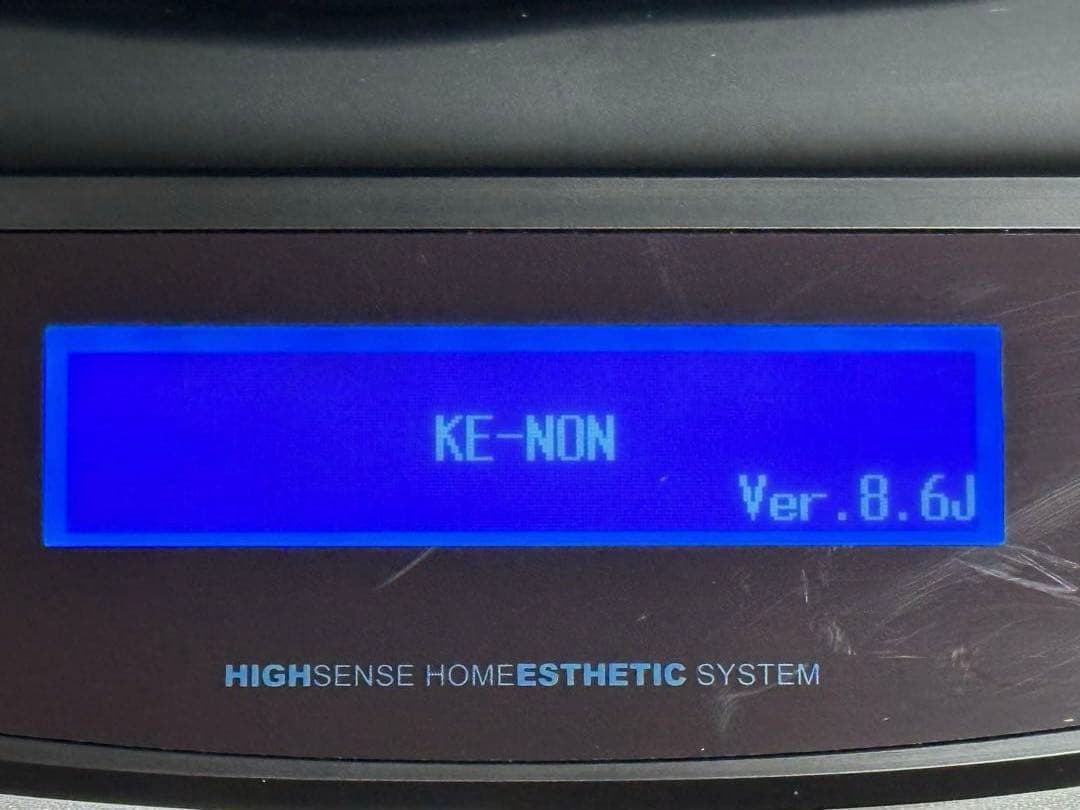 KE-NON
Ver.8.6J
HIGHSENSE HOMEESTHETIC SYSTEM